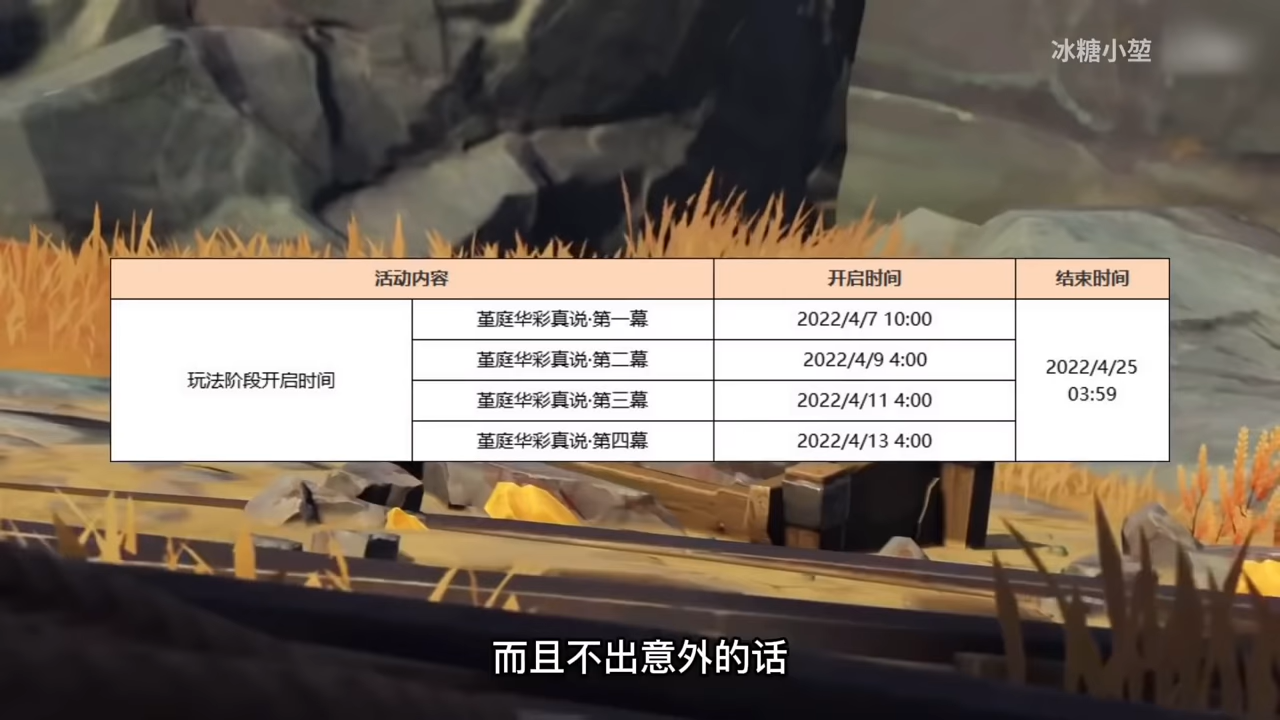 冰糖小堃
活动内容 开启时间 结束时间
玩法阶段开启时间
堇庭华彩真说·第一幕 2022/4/7 10:00
堇庭华彩真说·第二幕 2022/4/9 4:00
堇庭华彩真说·第三幕 2022/4/11 4:00
堇庭华彩真说·第四幕 2022/4/13 4:00
2022/4/25
03:59
而且不出意外的话